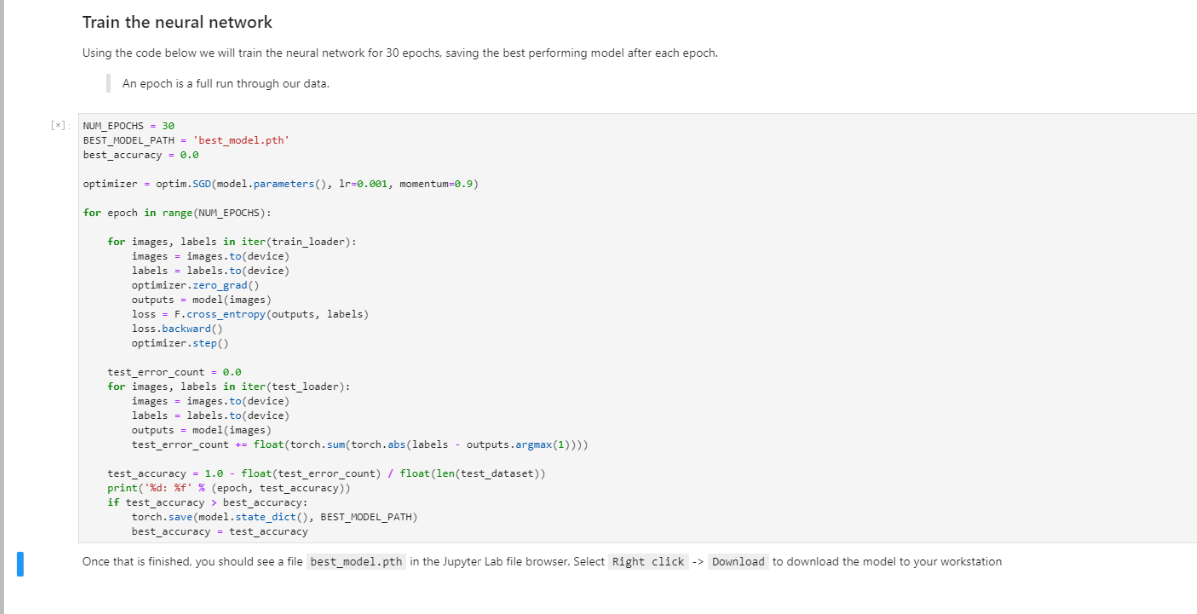 Train the neural network
Using the code below we will train the neural network for 30 epochs, saving the best performing model after each epoch.
An epoch is a full run through our data.
[*]: NUM_EPOCHS = 30
BEST_MODEL_PATH = 'best_model.pth'
best_accuracy = 0.0
optimizer = optim.SGD(model.parameters(), lr=0.001, momentum=0.9)
for epoch in range(NUM_EPOCHS):
    for images, labels in iter(train_loader):
        images = images.to(device)
        labels = labels.to(device)
        optimizer.zero_grad()
        outputs = model(images)
        loss = F.cross_entropy(outputs, labels)
        loss.backward()
        optimizer.step()
    test_error_count = 0.0
    for images, labels in iter(test_loader):
        images = images.to(device)
        labels = labels.to(device)
        outputs = model(images)
        test_error_count += float(torch.sum(torch.abs(labels - outputs.argmax(1))))
    test_accuracy = 1.0 - float(test_error_count) / float(len(test_dataset))
    print('%d: %f' % (epoch, test_accuracy))
    if test_accuracy > best_accuracy:
        torch.save(model.state_dict(), BEST_MODEL_PATH)
        best_accuracy = test_accuracy
Once that is finished, you should see a file best_model.pth in the Jupyter Lab file browser. Select Right click -> Download to download the model to your workstation